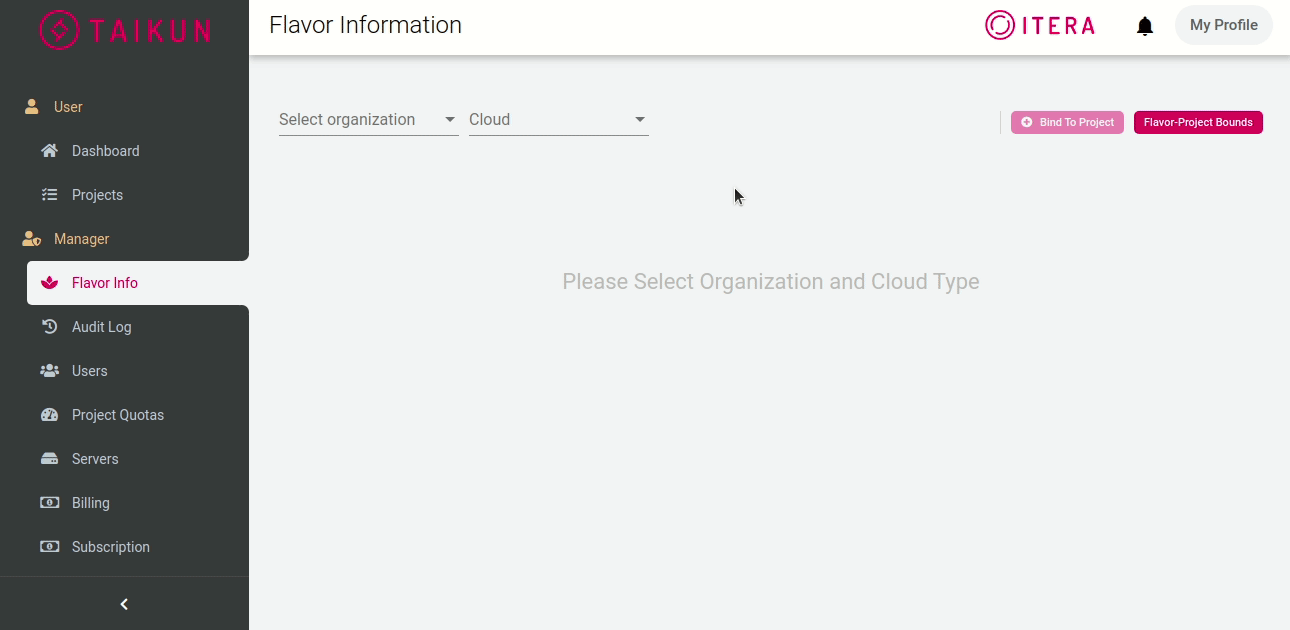 TAIKUN
Flavor Information
ITERA
My Profile
User
Dashboard
Projects
Manager
Flavor Info
Audit Log
Users
Project Quotas
Servers
Billing
Subscription
Select organization
Cloud
Bind To Project
Flavor-Project Bounds
Please Select Organization and Cloud Type